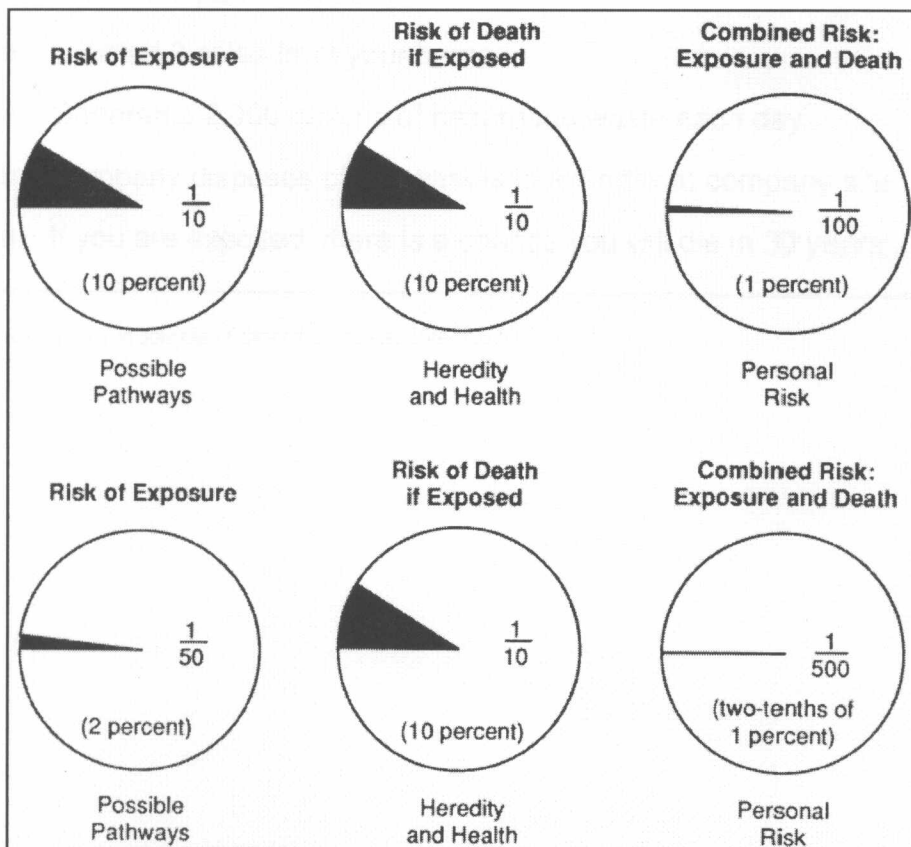 Risk of Exposure
1/10
(10 percent)
Possible
Pathways
Risk of Death
if Exposed
1/10
(10 percent)
Heredity
and Health
Combined Risk:
Exposure and Death
1/100
(1 percent)
Personal
Risk
Risk of Exposure
1/50
(2 percent)
Possible
Pathways
Risk of Death
if Exposed
1/10
(10 percent)
Heredity
and Health
Combined Risk:
Exposure and Death
1/500
(two-tenths of
1 percent)
Personal
Risk